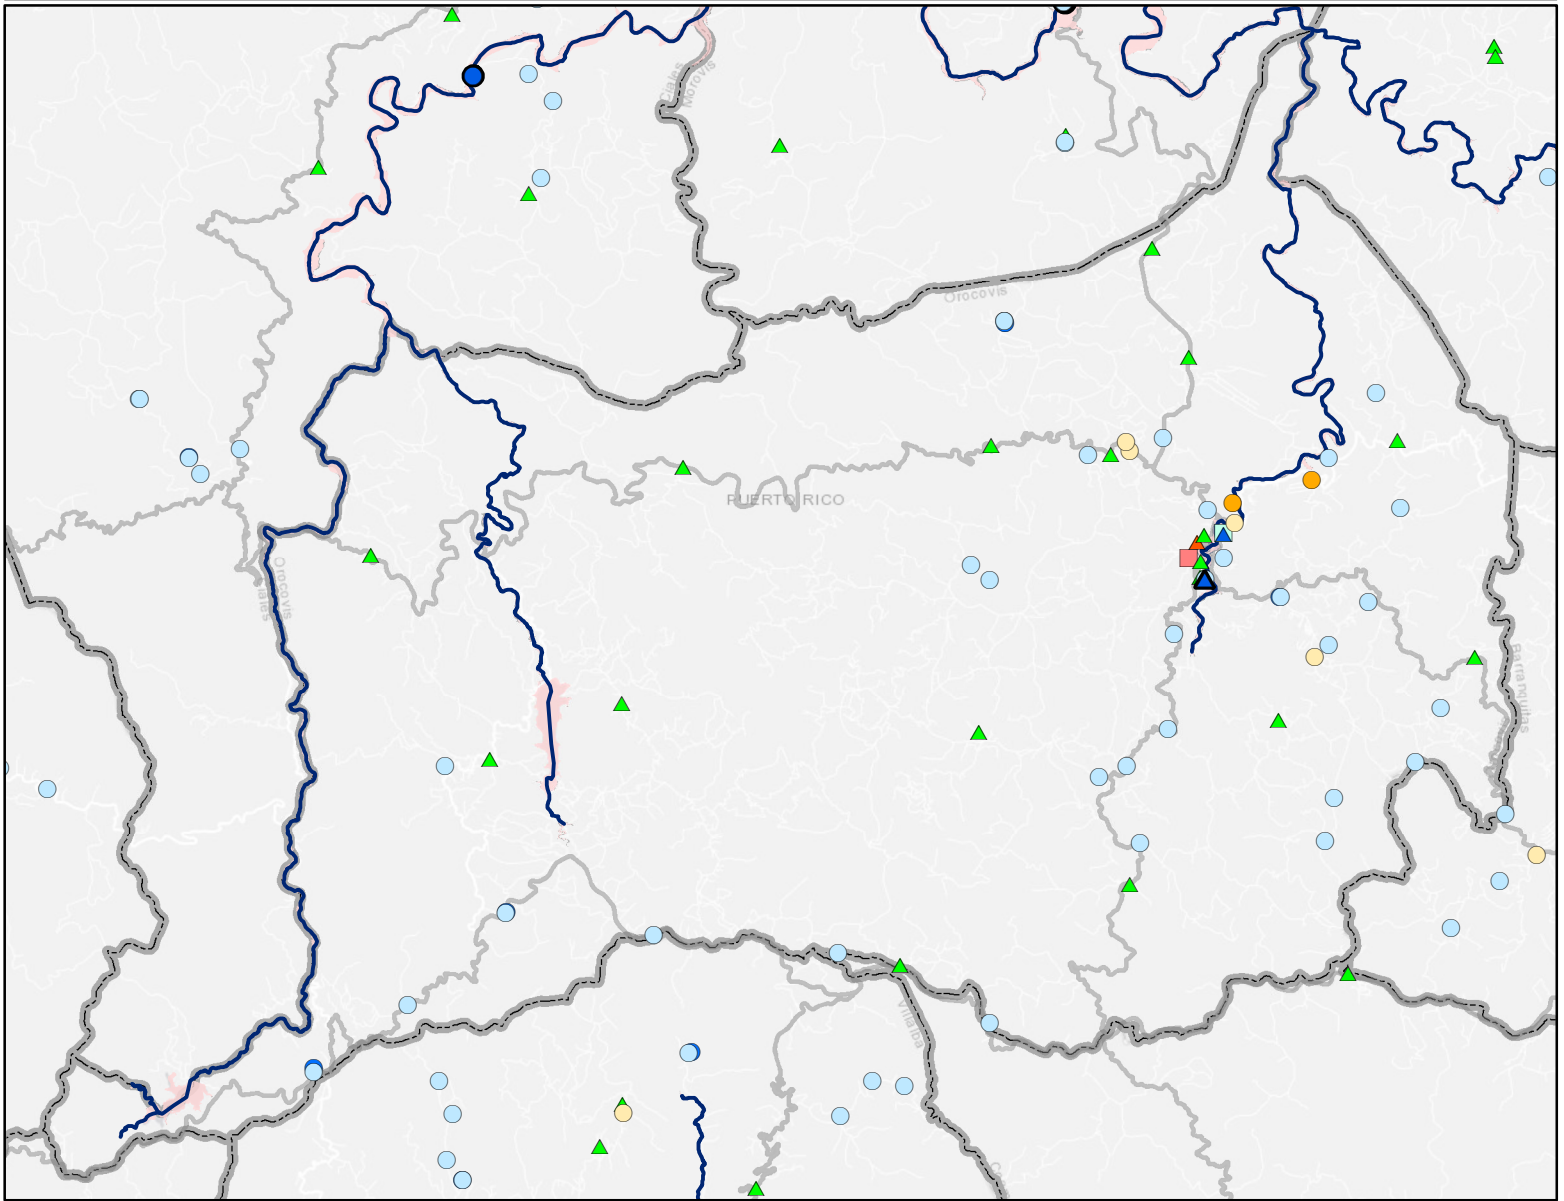 Ciales
Morovis
Orocovis
PUERTO RICO
Orocovis
Ciales
Barranquitas
Villalba